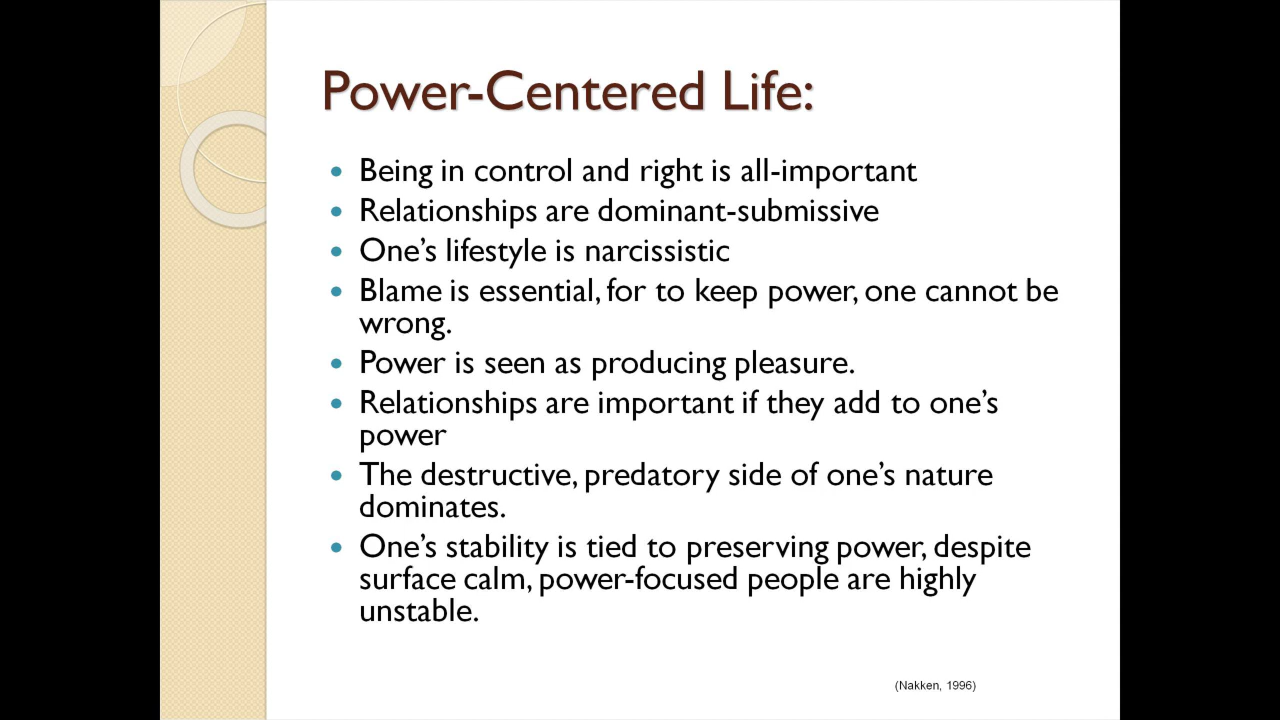 Power-Centered Life:
• Being in control and right is all-important
• Relationships are dominant-submissive
• One’s lifestyle is narcissistic
• Blame is essential, for to keep power, one cannot be
wrong.
• Power is seen as producing pleasure.
• Relationships are important if they add to one’s
power
• The destructive, predatory side of one’s nature
dominates.
• One’s stability is tied to preserving power, despite
surface calm, power-focused people are highly
unstable.
(Nakken, 1996)